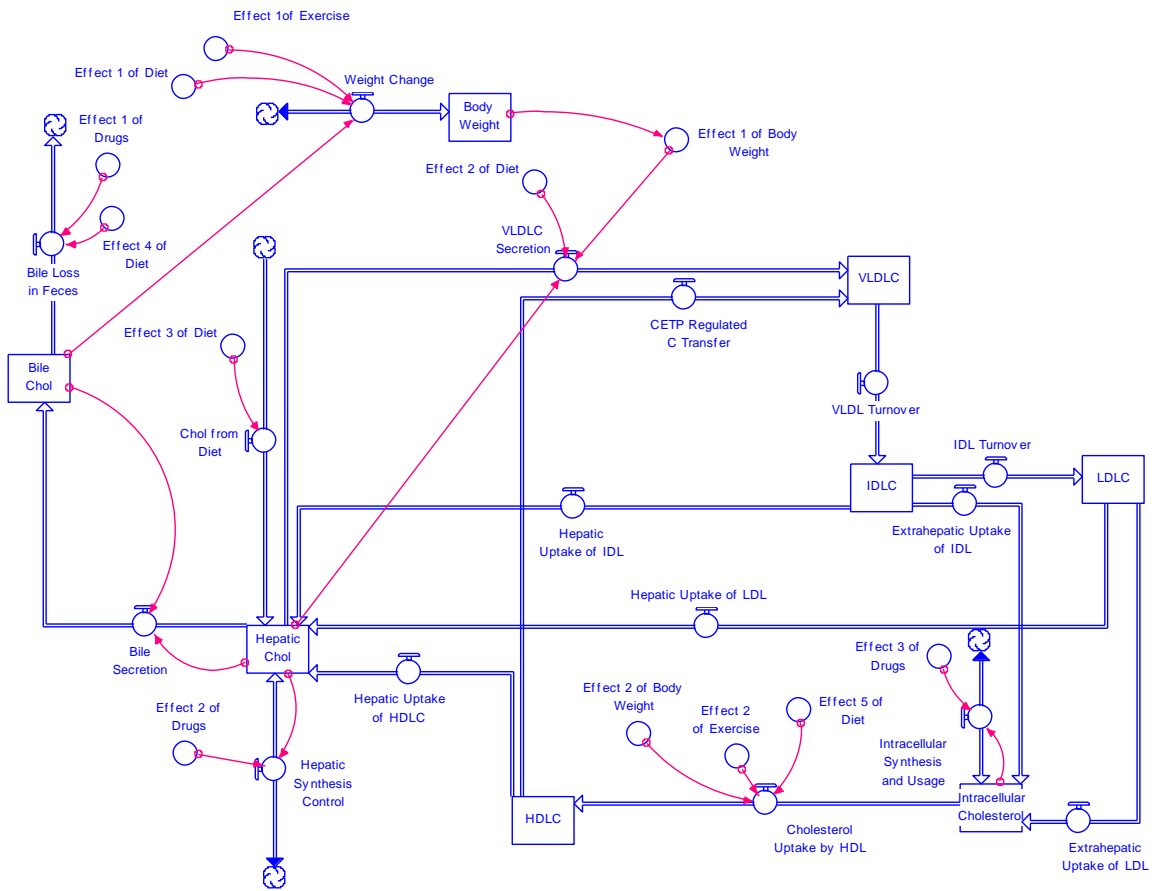 Effect 1of Exercise
Effect 1 of Diet
Weight Change
Body
Weight
Effect 1 of
Drugs
Effect 1 of Body
Weight
Effect 2 of Diet
VLDLC
Secretion
Effect 4 of
Diet
Bile Loss
in Feces
VLDLC
CETP Regulated
C Transfer
Effect 3 of Diet
Bile
Chol
VLDL Turnover
Chol from
Diet
IDL Turnover
IDLC
LDLC
Hepatic
Uptake of IDL
Extrahepatic Uptake
of IDL
Hepatic Uptake of LDL
Hepatic
Chol
Bile
Secretion
Effect 3 of
Drugs
Hepatic Uptake
of HDLC
Effect 2 of Body
Weight
Effect 2
of Exercise
Effect 5 of
Diet
Effect 2 of
Drugs
Intracellular
Synthesis
and Usage
Hepatic
Synthesis
Control
Intracellular
Cholesterol
HDLC
Cholesterol
Uptake by HDL
Extrahepatic
Uptake of LDL